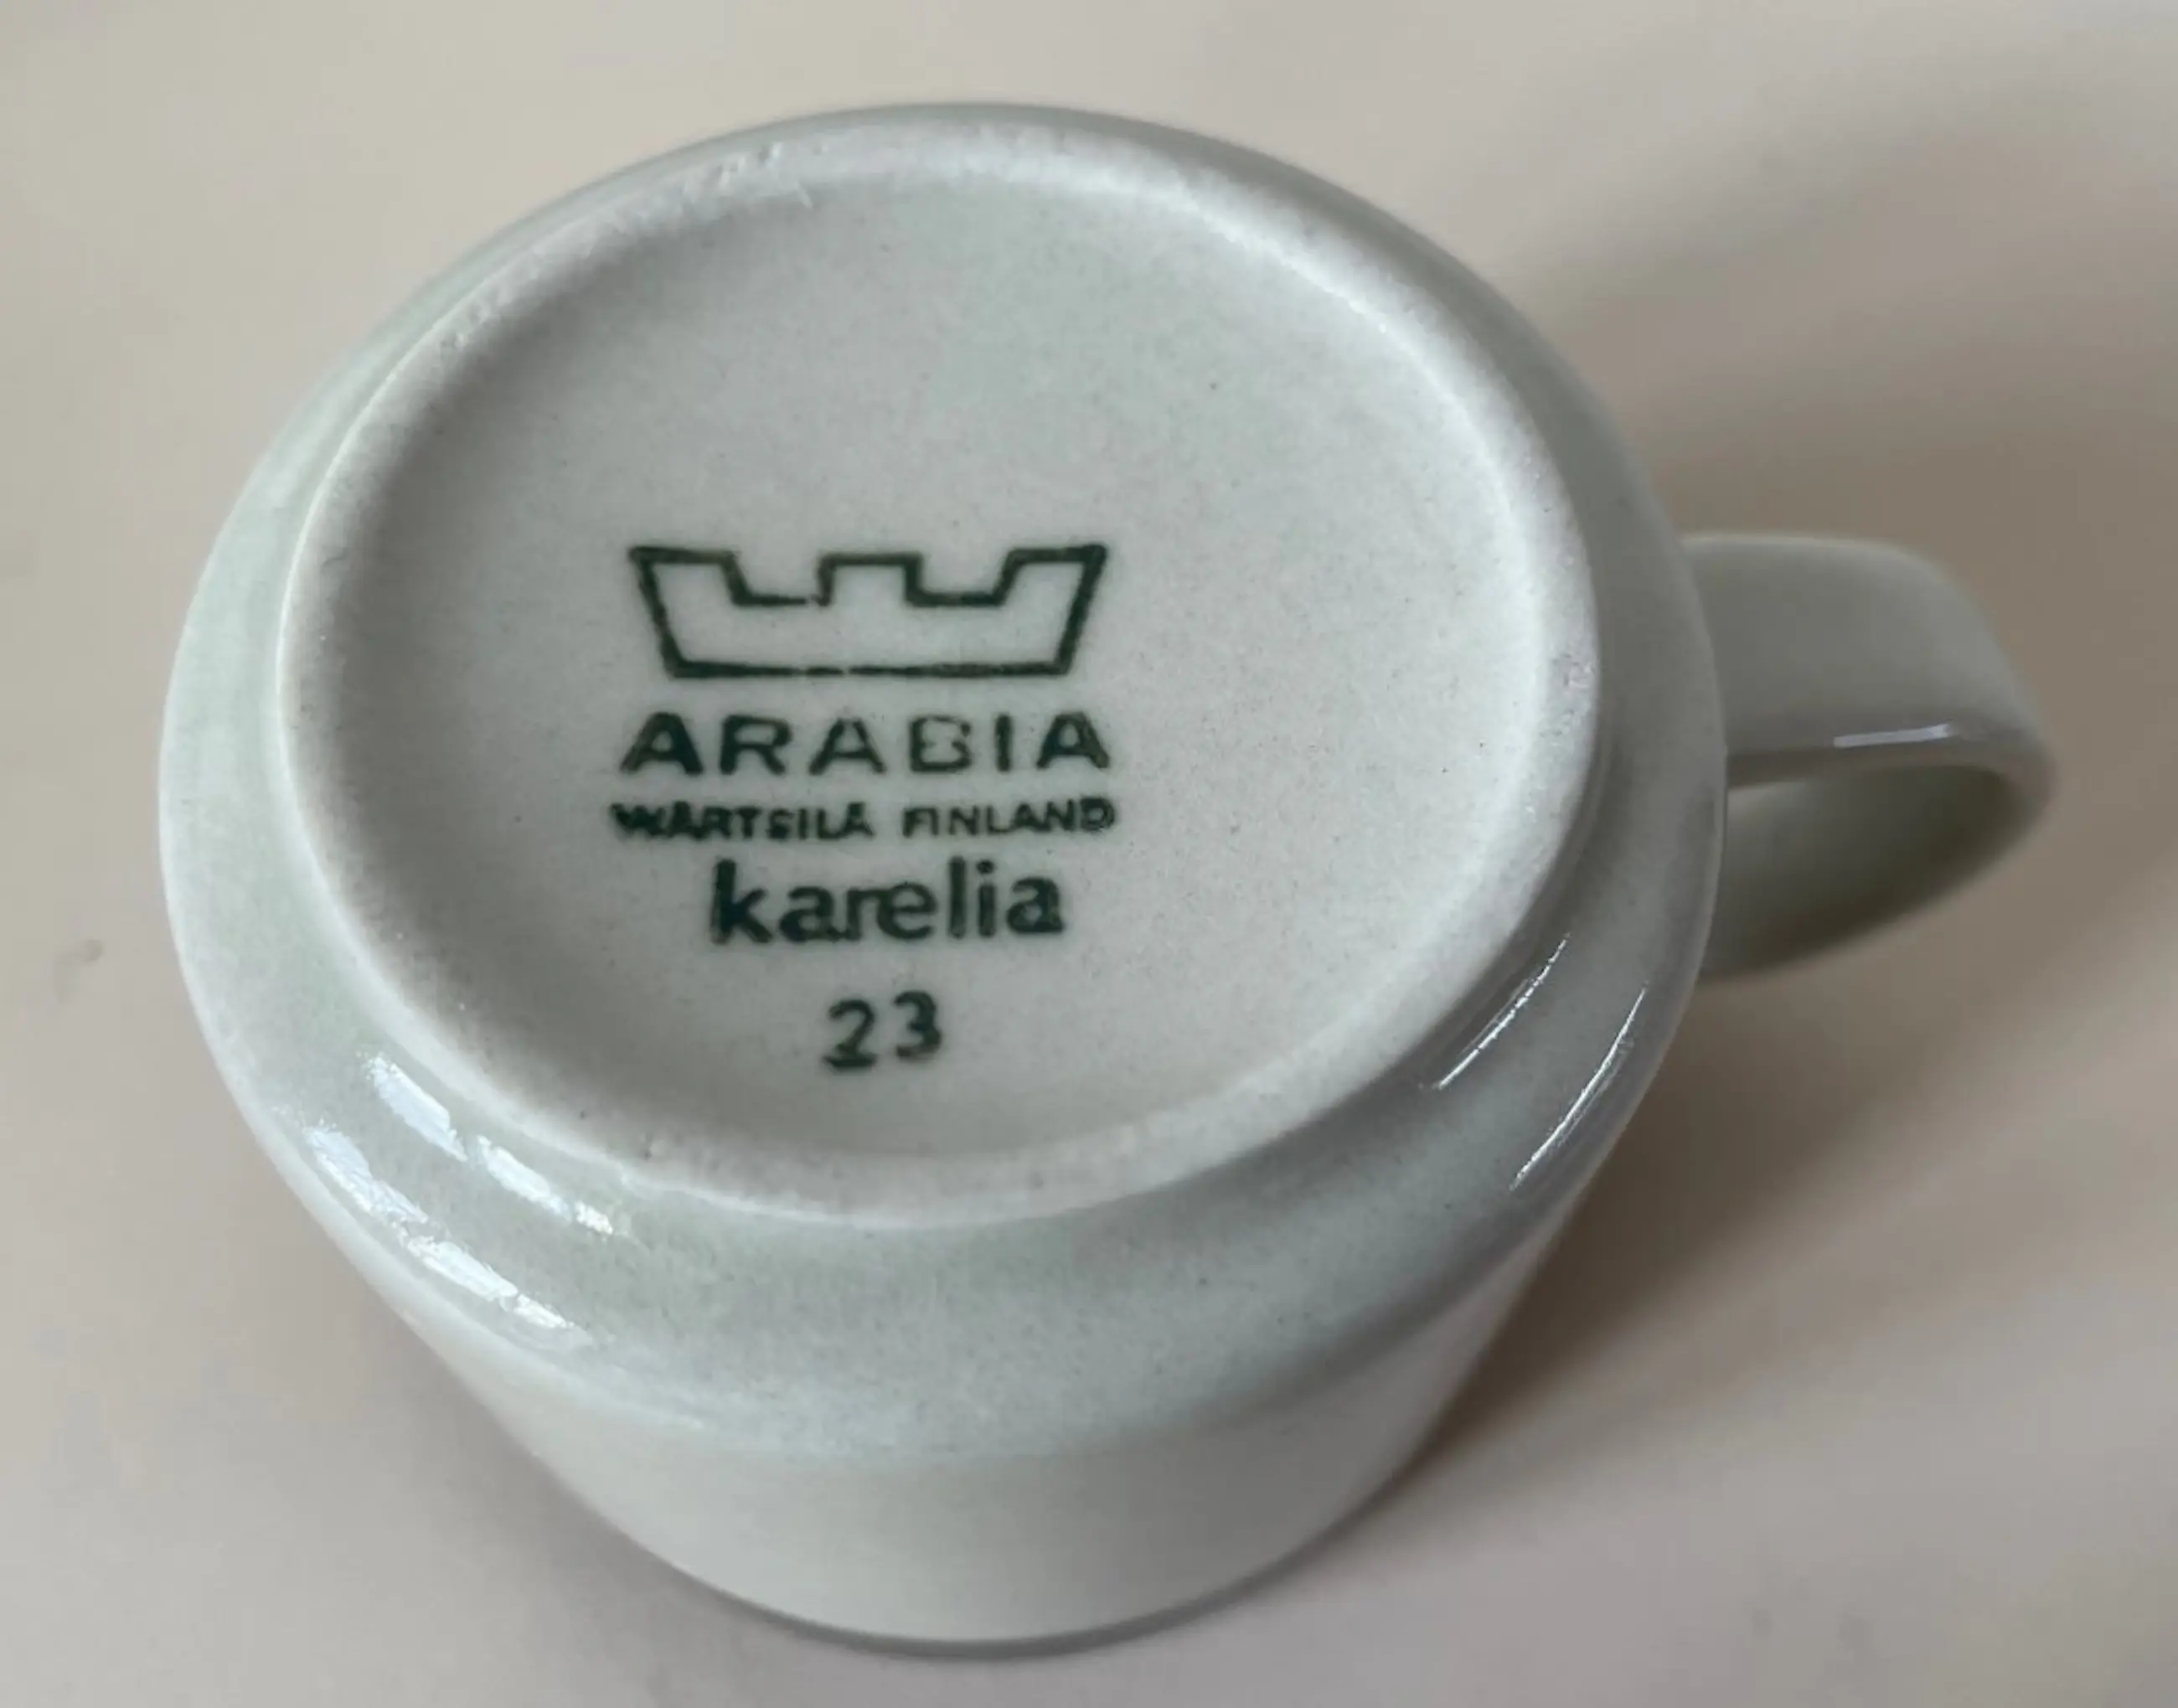 ARABIA
WÄRTSILÄ FINLAND
karelia
23